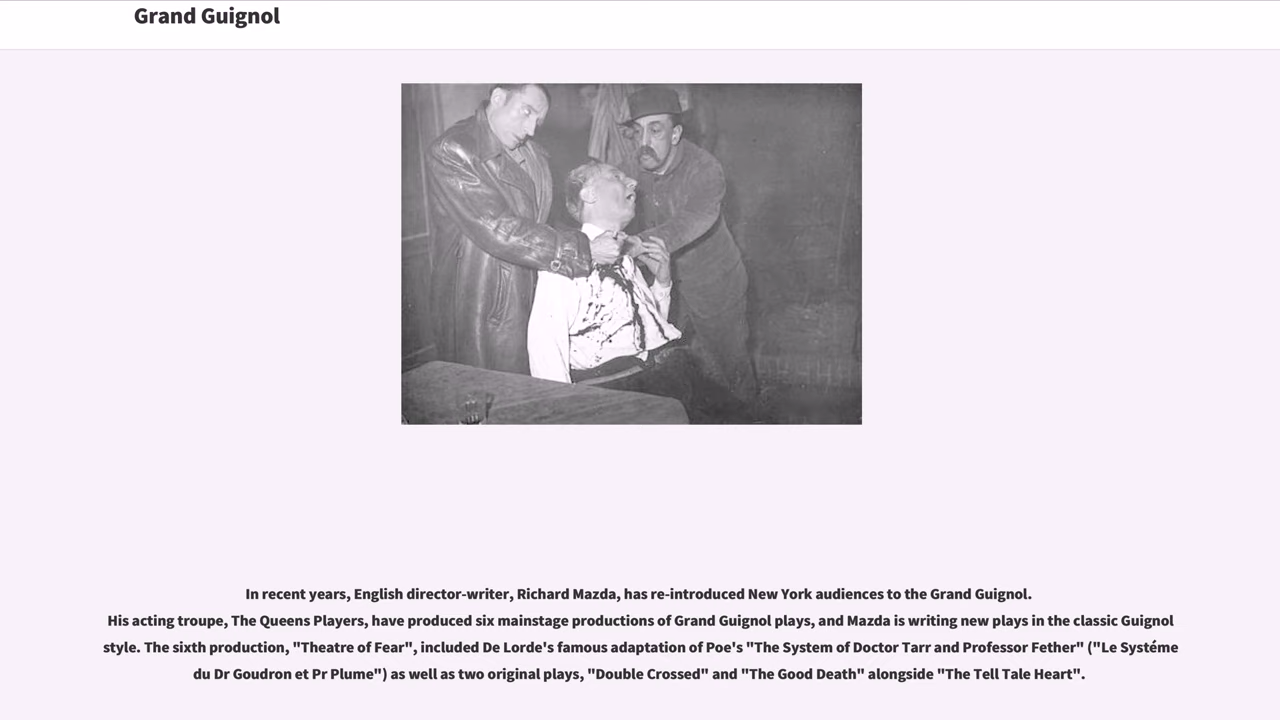 Grand Guignol
In recent years, English director-writer, Richard Mazda, has re-introduced New York audiences to the Grand Guignol.
His acting troupe, The Queens Players, have produced six mainstage productions of Grand Guignol plays, and Mazda is writing new plays in the classic Guignol
style. The sixth production, "Theatre of Fear", included De Lorde's famous adaptation of Poe's "The System of Doctor Tarr and Professor Fether" ("Le Systéme
du Dr Goudron et Pr Plume") as well as two original plays, "Double Crossed" and "The Good Death" alongside "The Tell Tale Heart".